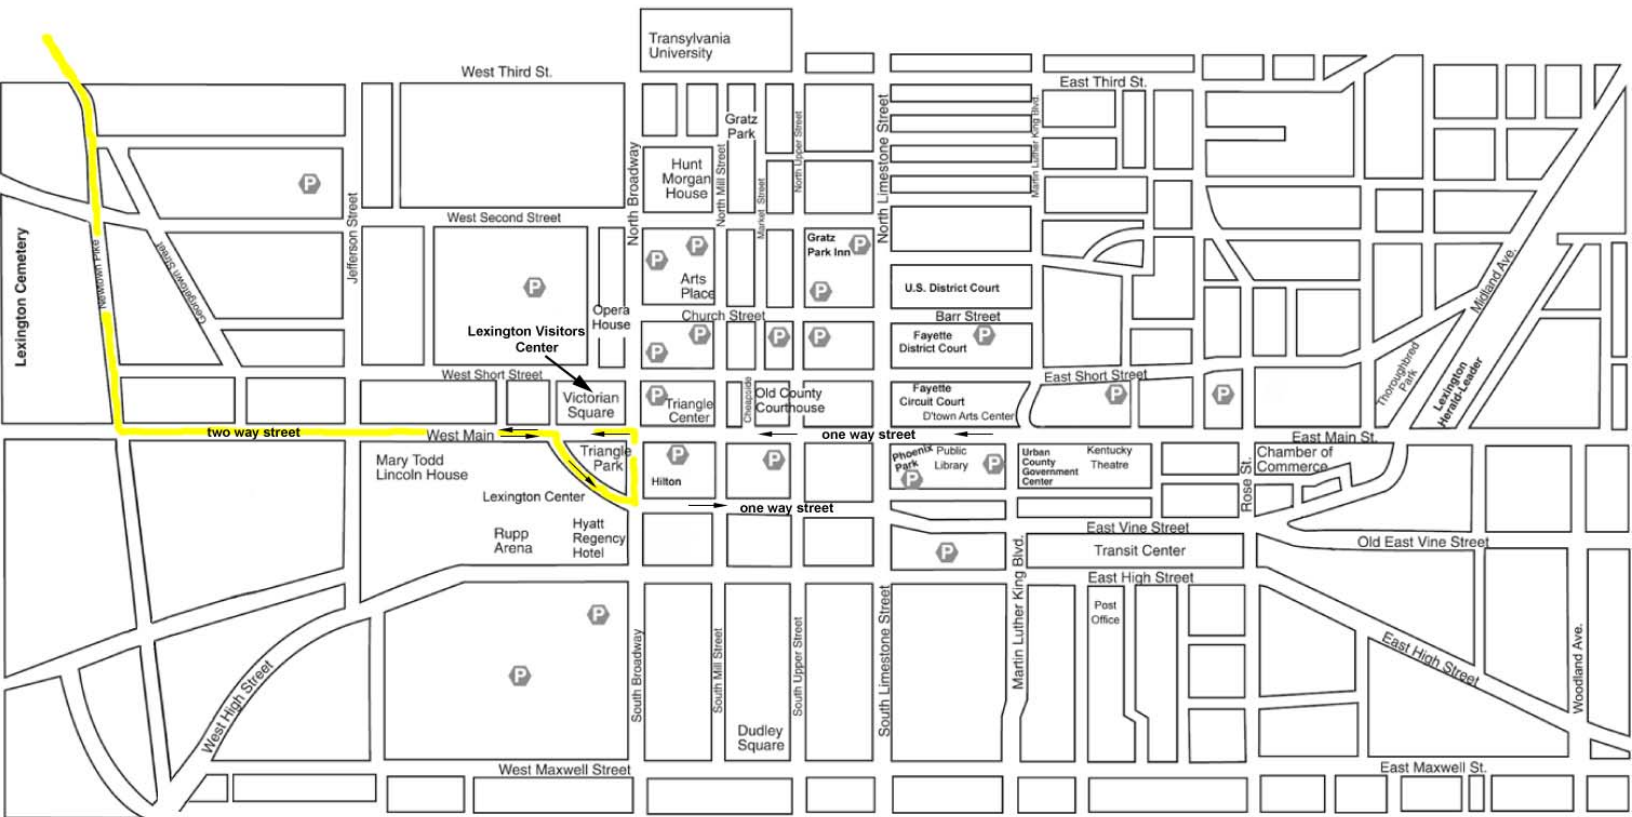 Transylvania
University
West Third St.
East Third St.
Gratz
Park
Hunt
Morgan
House
North Broadway
North Mill Street
Market Street
North Upper Street
North Limestone Street
Martin Luther King Blvd.
P
Jefferson Street
West Second Street
Lexington Cemetery
Newtown Pike
Georgetown Street
P
P
P
Arts
Place
Gratz
Park Inn
P
P
U.S. District Court
Midland Ave.
Opera
House
Church Street
Barr Street
Lexington Visitors
Center
P
P
P
P
Fayette
District Court
P
West Short Street
East Short Street
Thoroughbred
Park
Lexington
Herald-Leader
Victorian
Square
P
Triangle
Center
Cheapside
Old County
Courthouse
Fayette
Circuit Court
D'town Arts Center
P
P
two way street
West Main
one way street
East Main St.
Mary Todd
Lincoln House
Triangle
Park
P
Hilton
P
Phoenix
Park
Public
Library
P
P
Urban
County
Government
Center
Kentucky
Theatre
Rose St.
Chamber of
Commerce
Lexington Center
one way street
Rupp
Arena
Hyatt
Regency
Hotel
East Vine Street
Old East Vine Street
P
Transit Center
East High Street
Martin Luther King Blvd.
P
P
Post
Office
West High Street
South Broadway
South Mill Street
South Upper Street
South Limestone Street
East High Street
Woodland Ave.
Dudley
Square
West Maxwell Street
East Maxwell St.